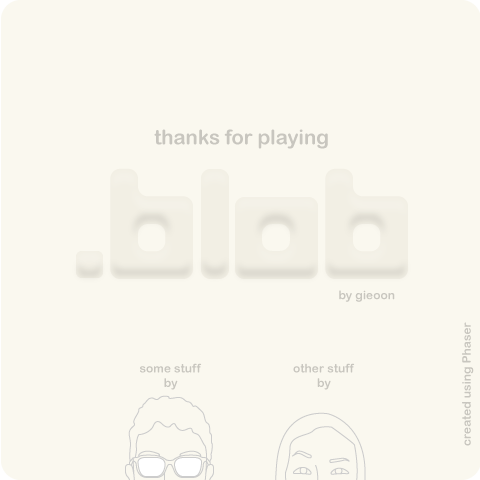 thanks for playing
.blob
by gieoon
some stuff
by
other stuff
by
created using Phaser